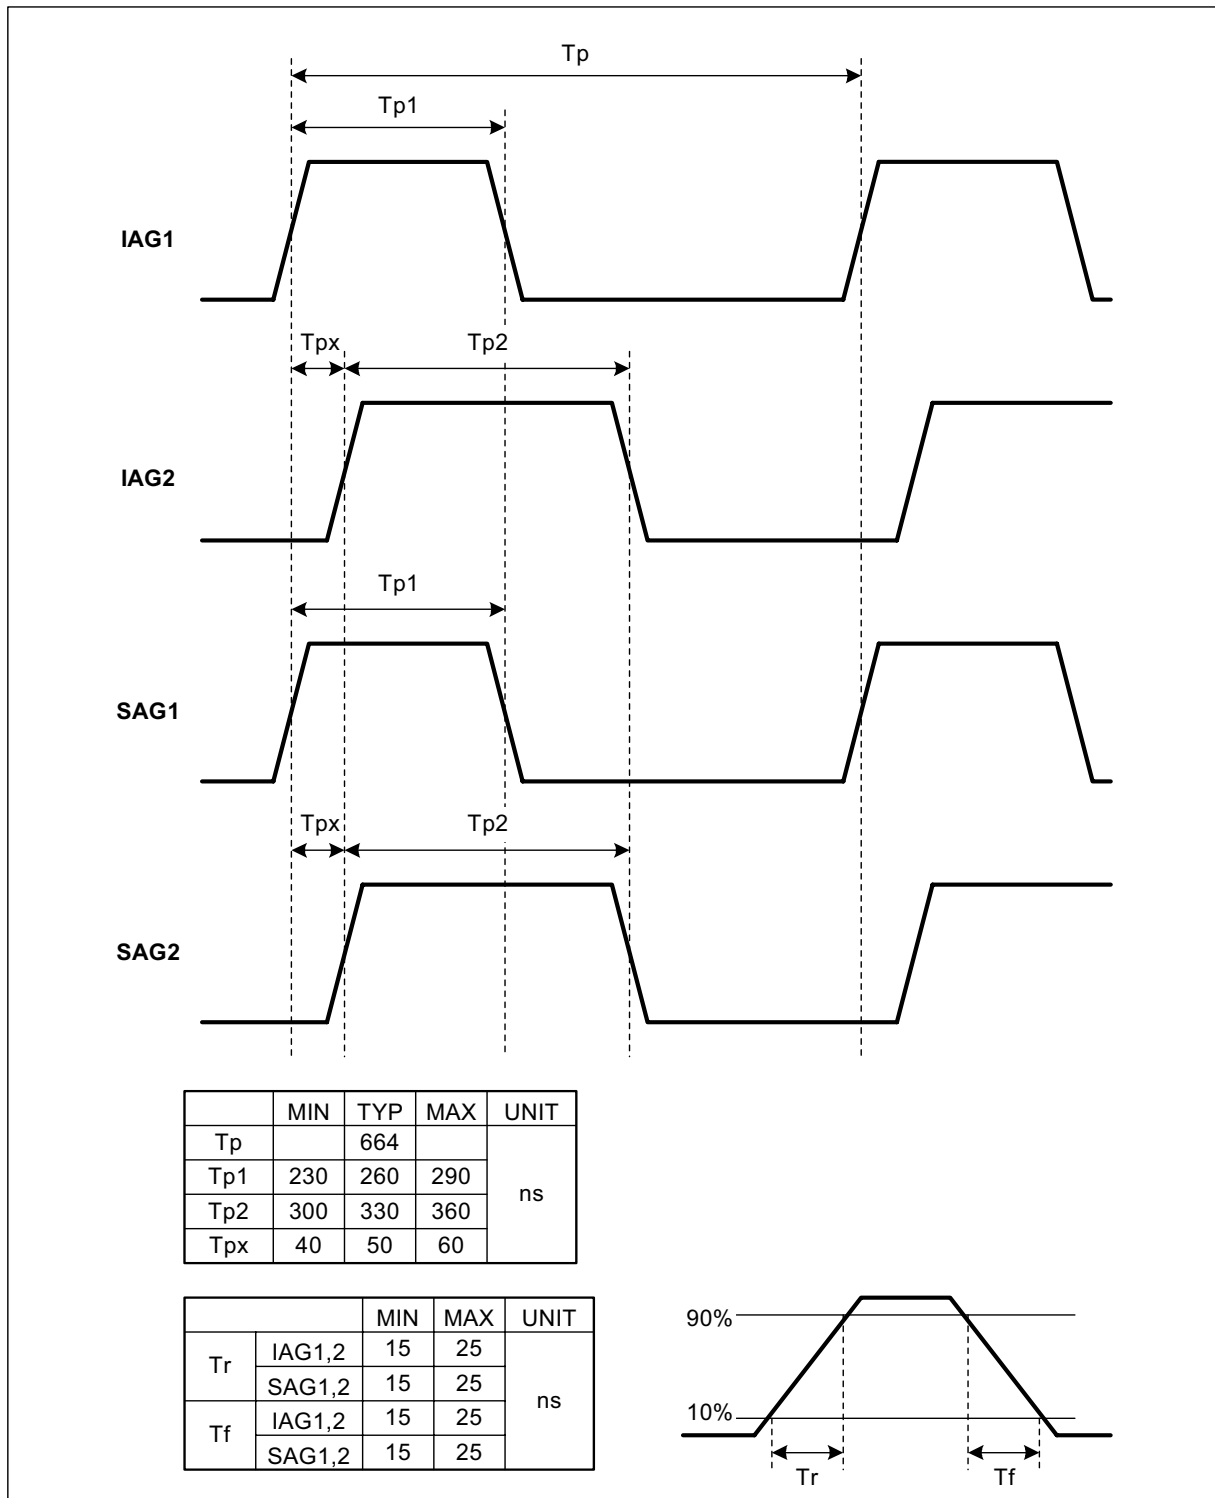 Tp
Tp1
IAG1
Tpx Tp2
IAG2
Tp1
SAG1
Tpx Tp2
SAG2
MIN TYP MAX UNIT
Tp 664
Tp1 230 260 290
ns
Tp2 300 330 360
Tpx 40 50 60
MIN MAX UNIT
Tr IAG1,2 15 25
SAG1,2 15 25
ns
Tf IAG1,2 15 25
SAG1,2 15 25
90%
10%
Tr Tf